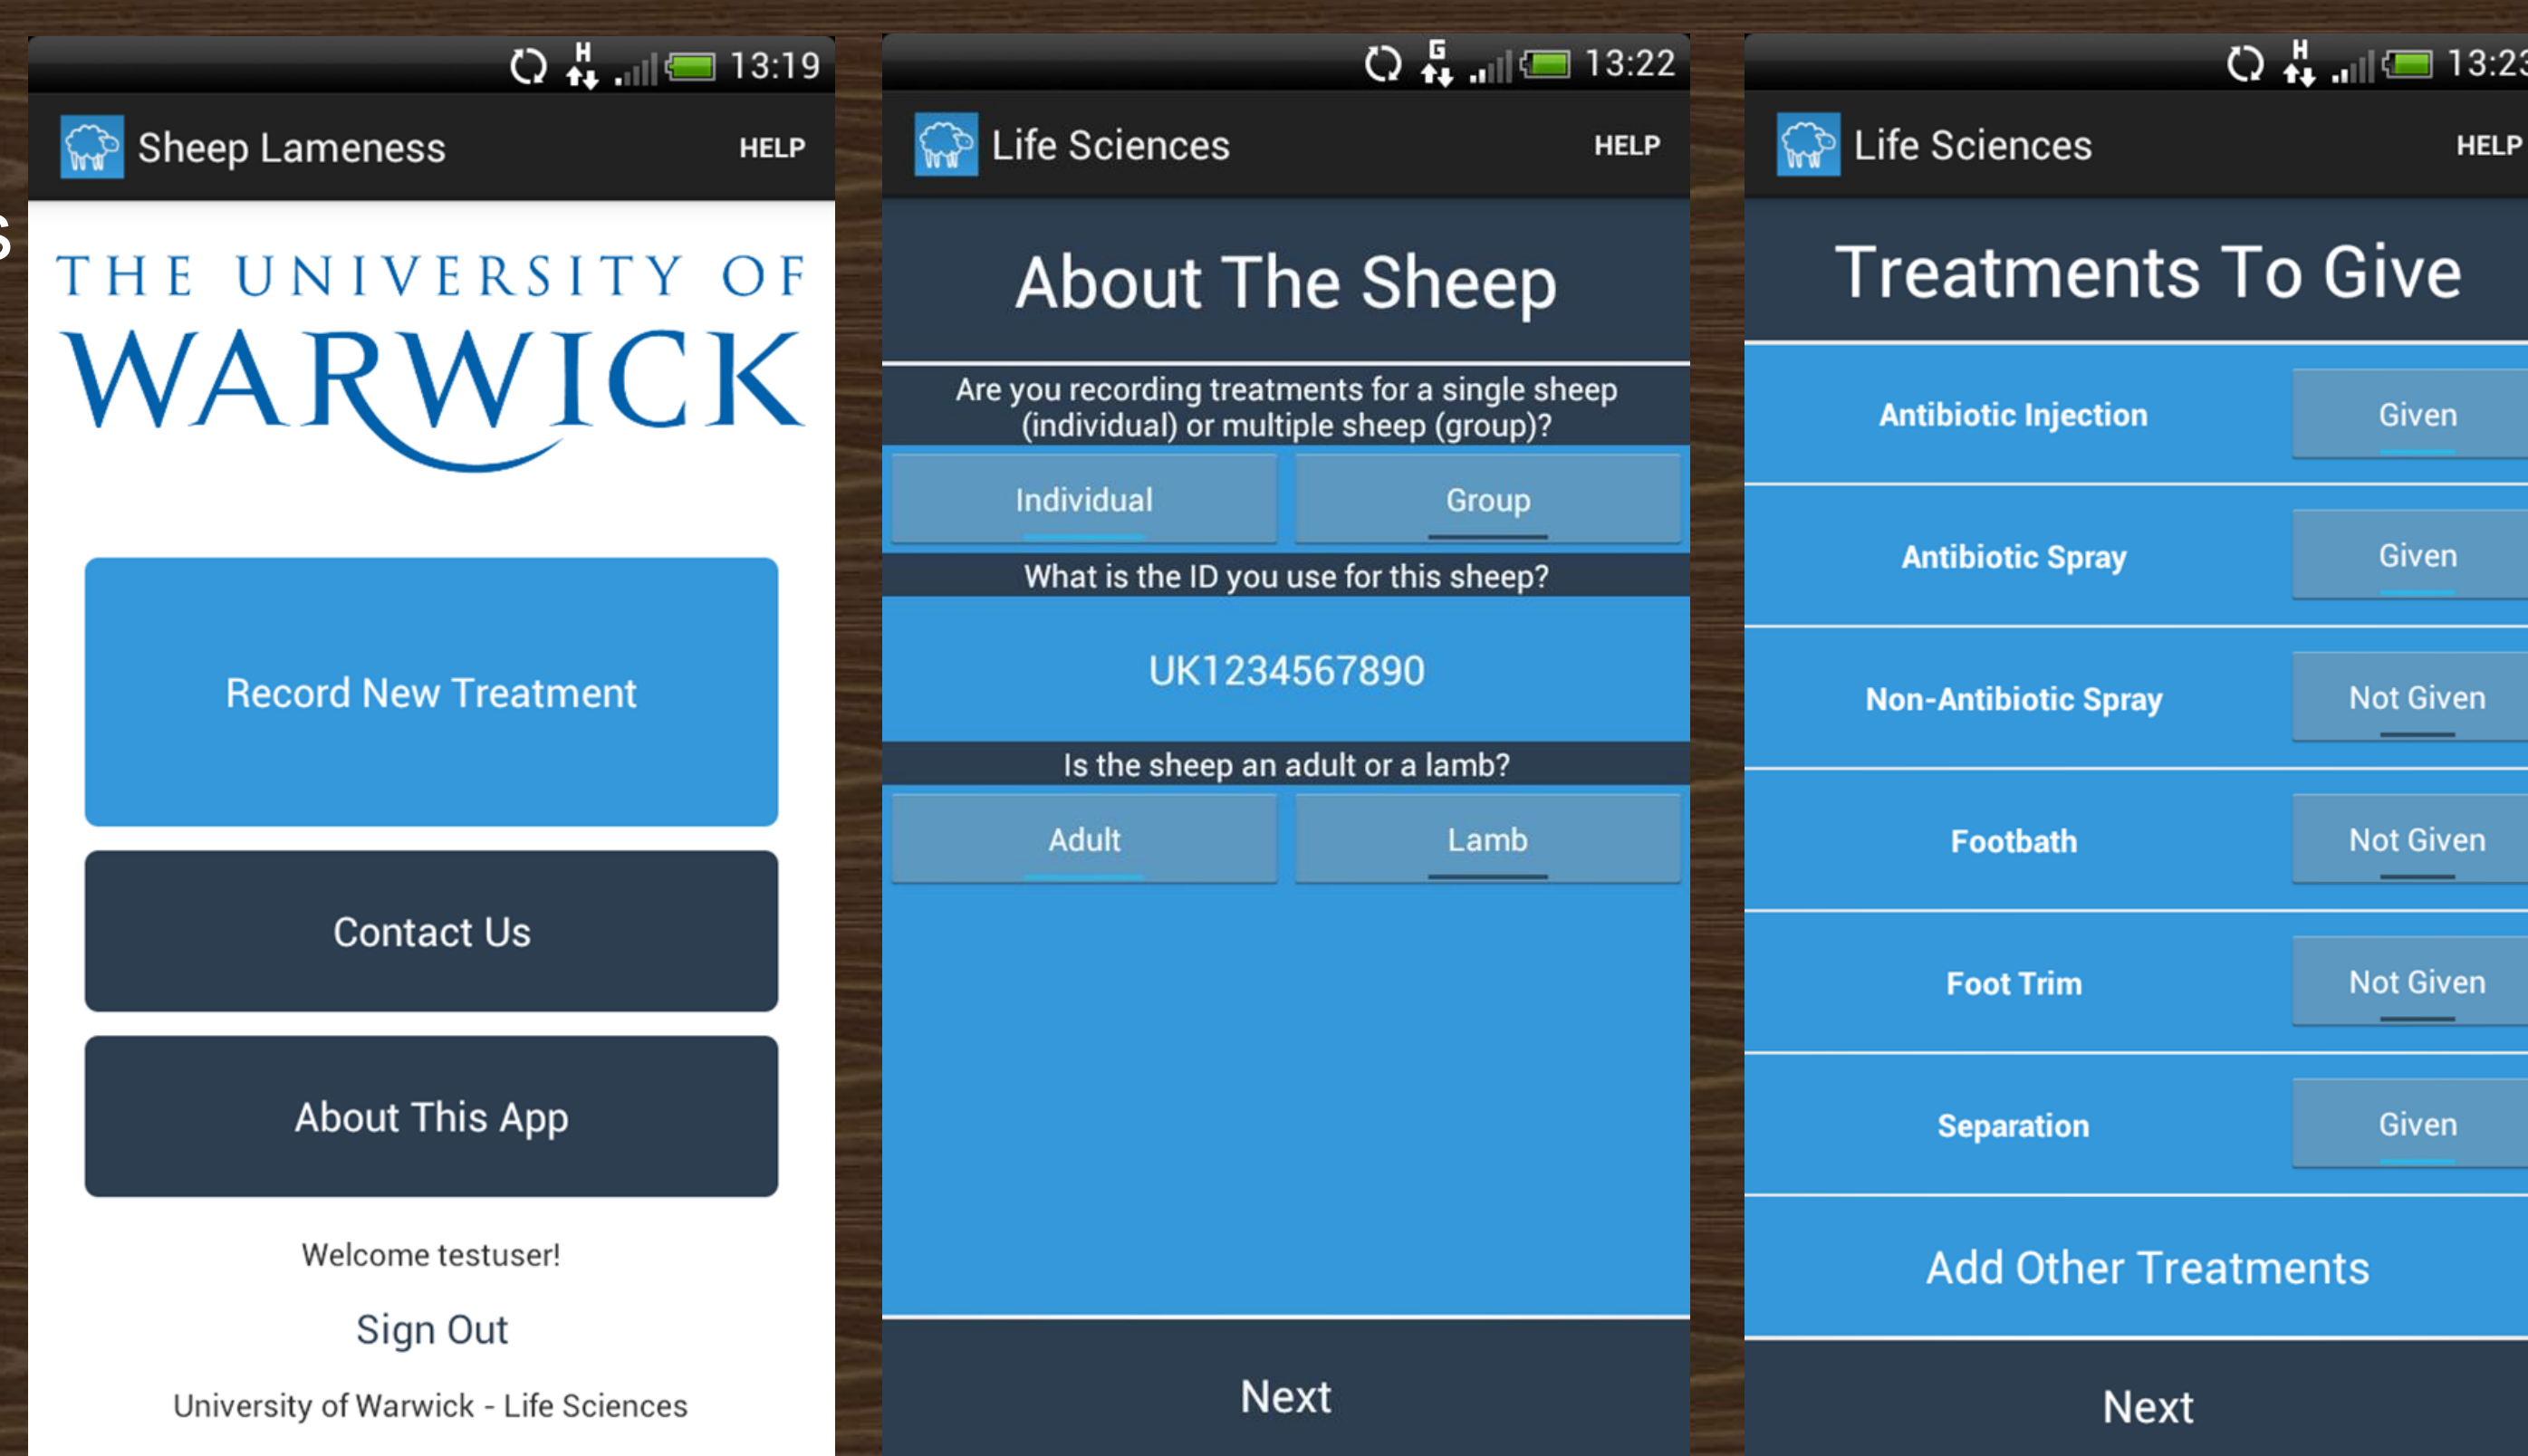 s
H
13:19
Sheep Lameness
HELP
THE UNIVERSITY OF
WARWICK
Record New Treatment
Contact Us
About This App
Welcome testuser!
Sign Out
University of Warwick - Life Sciences
G
13:22
Life Sciences
HELP
About The Sheep
Are you recording treatments for a single sheep
(individual) or multiple sheep (group)?
Individual
Group
What is the ID you use for this sheep?
UK1234567890
Is the sheep an adult or a lamb?
Adult
Lamb
Next
H
13:23
Life Sciences
HELP
Treatments To Give
Antibiotic Injection
Given
Antibiotic Spray
Given
Non-Antibiotic Spray
Not Given
Footbath
Not Given
Foot Trim
Not Given
Separation
Given
Add Other Treatments
Next